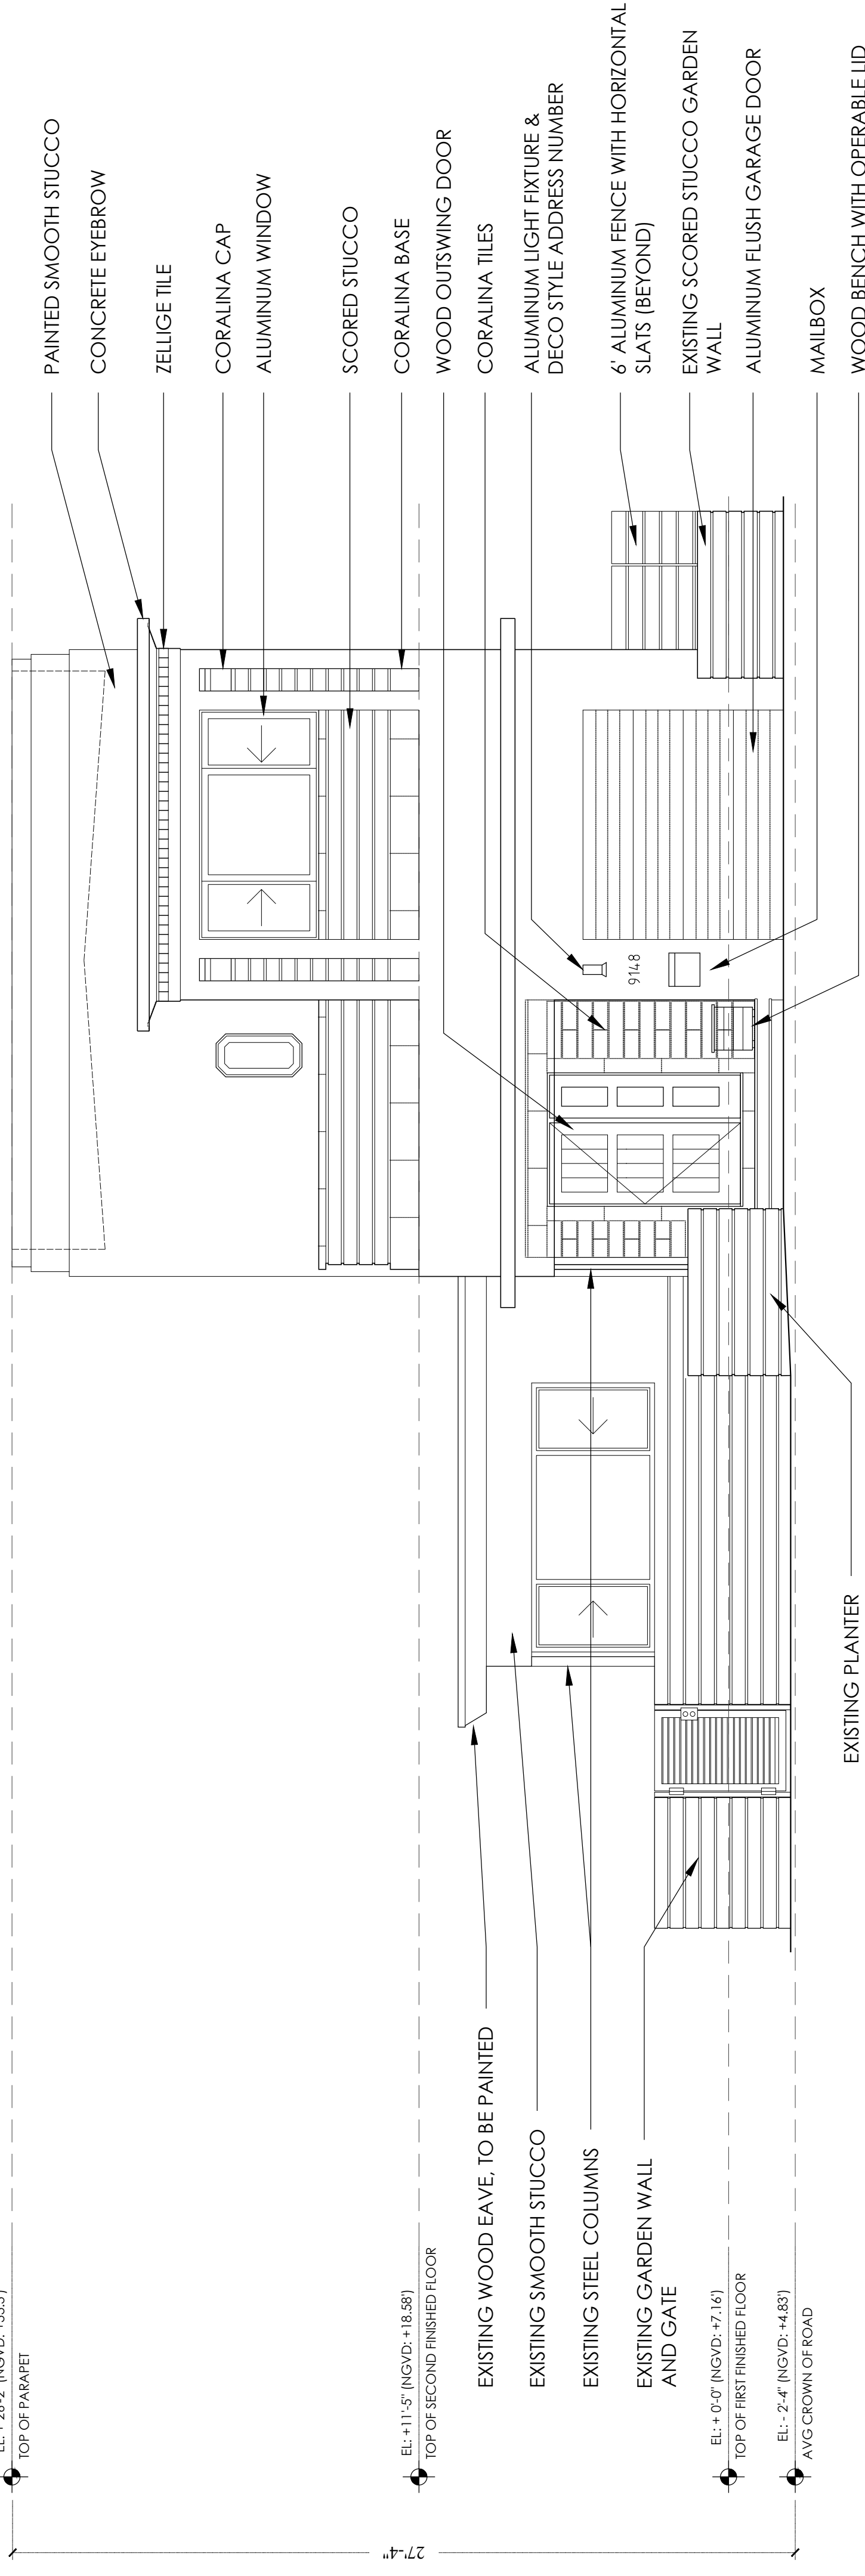 PAINTED SMOOTH STUCCO
CONCRETE EYEBROW
ZELLIGE TILE
CORALINA CAP
ALUMINUM WINDOW
SCORED STUCCO
CORALINA BASE
WOOD OUTSWING DOOR
CORALINA TILES
ALUMINUM LIGHT FIXTURE &
DECO STYLE ADDRESS NUMBER
6' ALUMINUM FENCE WITH HORIZONTAL
SLATS (BEYOND)
EXISTING SCORED STUCCO GARDEN
WALL
ALUMINUM FLUSH GARAGE DOOR
MAILBOX
WOOD BENCH WITH OPERABLE LID
9148
EXISTING PLANTER
EXISTING WOOD EAVE, TO BE PAINTED
EXISTING SMOOTH STUCCO
EXISTING STEEL COLUMNS
EXISTING GARDEN WALL
AND GATE
TOP OF PARAPET
EL: +11'-5" (NGVD: +18.58')
TOP OF SECOND FINISHED FLOOR
EL: + 0'-0" (NGVD: +7.16')
TOP OF FIRST FINISHED FLOOR
EL: - 2'-4" (NGVD: +4.83')
AVG CROWN OF ROAD
27'-4"